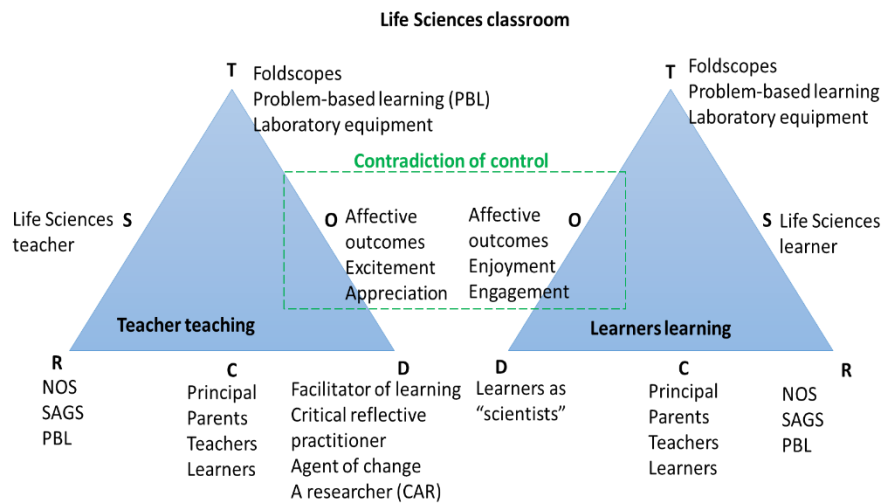 Life Sciences classroom
T
Foldscopes
Problem-based learning (PBL)
Laboratory equipment
T
Foldscopes
Problem-based learning
Laboratory equipment
Contradiction of control
Life Sciences
teacher
S
O
Affective
outcomes
Excitement
Appreciation
Affective
outcomes
Enjoyment
Engagement
O
S
Life Sciences
learner
Teacher teaching
Learners learning
R
NOS
SAGS
PBL
C
Principal
Parents
Teachers
Learners
D
Facilitator of learning
Critical reflective
practitioner
Agent of change
A researcher (CAR)
D
Learners as
“scientists”
C
Principal
Parents
Teachers
Learners
R
NOS
SAGS
PBL